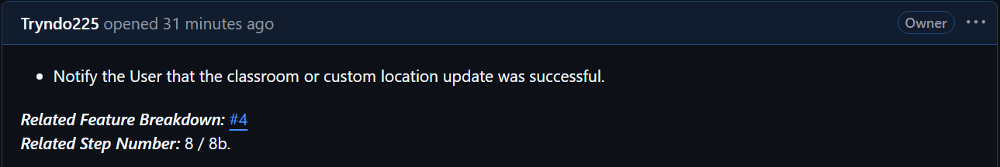 Tryndo225 opened 31 minutes ago Owner ...
• Notify the User that the classroom or custom location update was successful.
Related Feature Breakdown: #4
Related Step Number: 8 / 8b.